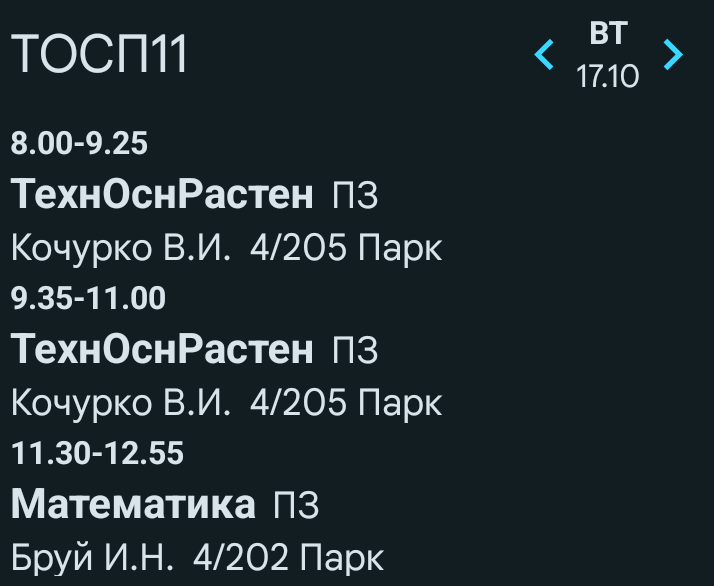 ТОСП11
ВТ
17.10
8.00-9.25
ТехнОснРастен ПЗ
Кочурко В.И. 4/205 Парк
9.35-11.00
ТехнОснРастен ПЗ
Кочурко В.И. 4/205 Парк
11.30-12.55
Математика ПЗ
Бруй И.Н. 4/202 Парк